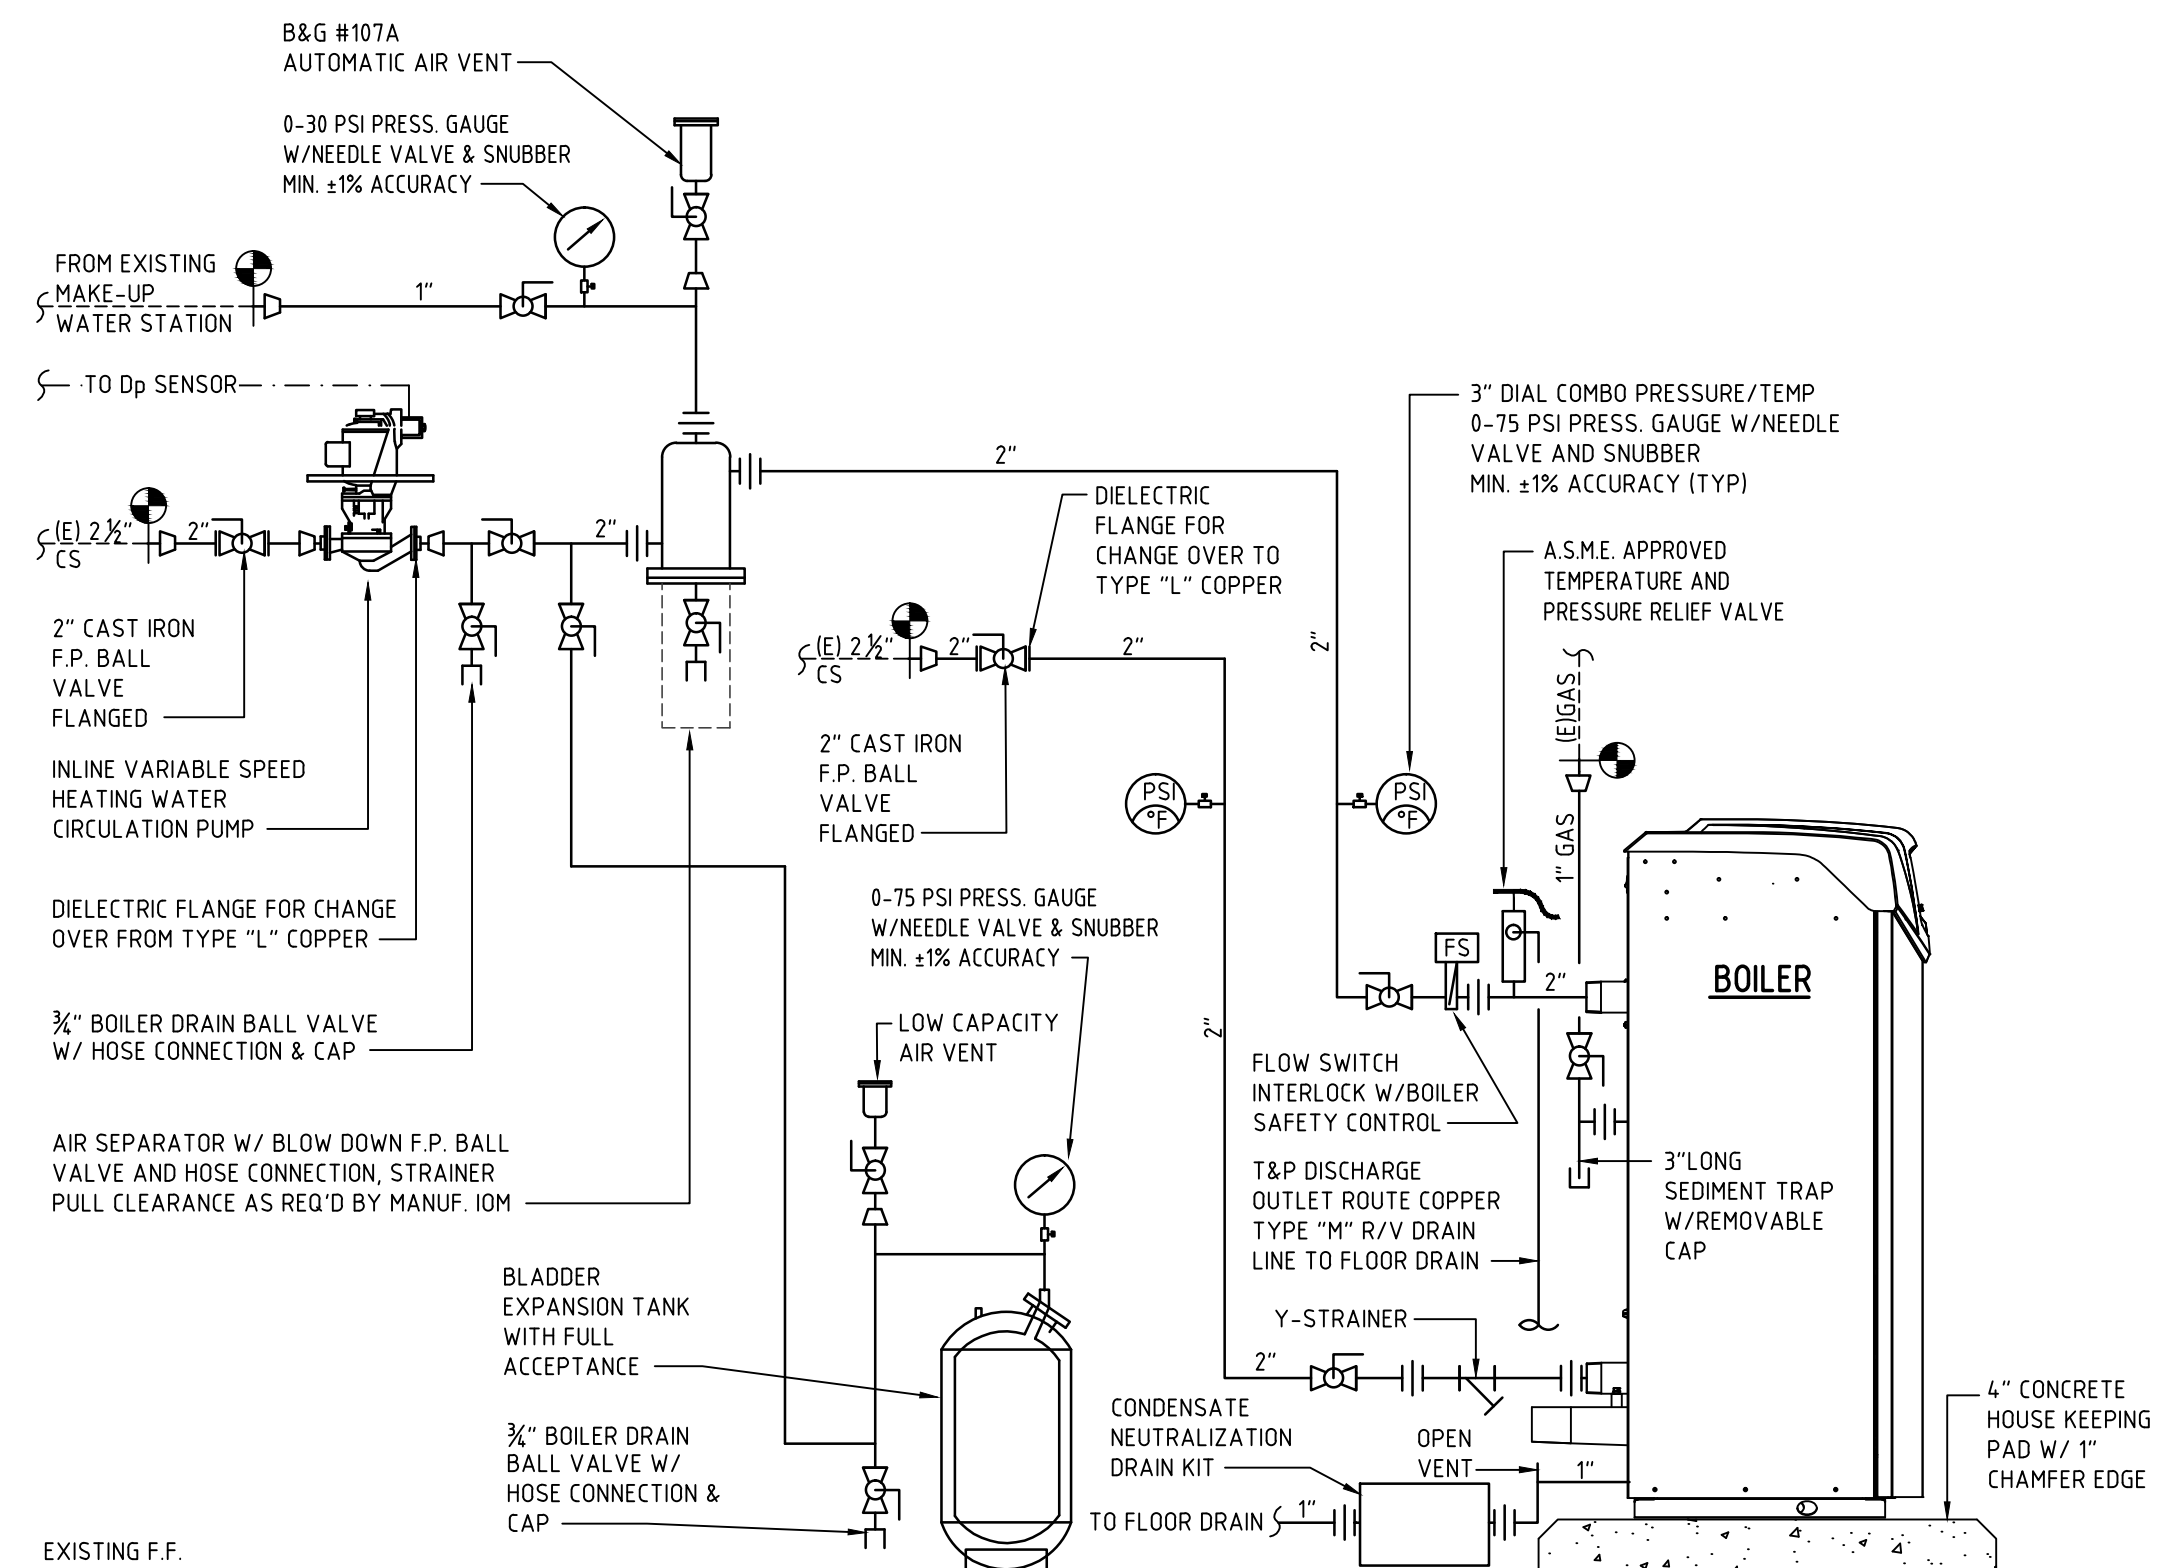 B&G #107A
AUTOMATIC AIR VENT
0-30 PSI PRESS. GAUGE
W/NEEDLE VALVE & SNUBBER
MIN. ±1% ACCURACY
FROM EXISTING
MAKE-UP
WATER STATION
1"
TO Dp SENSOR
(E) 2 ½"
CS
2"
2"
2"
3" DIAL COMBO PRESSURE/TEMP
0-75 PSI PRESS. GAUGE W/NEEDLE
VALVE AND SNUBBER
MIN. ±1% ACCURACY (TYP)
DIELECTRIC
FLANGE FOR
CHANGE OVER TO
TYPE "L" COPPER
A.S.M.E. APPROVED
TEMPERATURE AND
PRESSURE RELIEF VALVE
2" CAST IRON
F.P. BALL
VALVE
FLANGED
(E) 2 ½"
CS
2"
2"
2"
(E)GAS
1" GAS
INLINE VARIABLE SPEED
HEATING WATER
CIRCULATION PUMP
2" CAST IRON
F.P. BALL
VALVE
FLANGED
PSI
°F
PSI
°F
DIELECTRIC FLANGE FOR CHANGE
OVER FROM TYPE "L" COPPER
0-75 PSI PRESS. GAUGE
W/NEEDLE VALVE & SNUBBER
MIN. ±1% ACCURACY
FS
2"
BOILER
¾" BOILER DRAIN BALL VALVE
W/ HOSE CONNECTION & CAP
LOW CAPACITY
AIR VENT
2"
FLOW SWITCH
INTERLOCK W/BOILER
SAFETY CONTROL
AIR SEPARATOR W/ BLOW DOWN F.P. BALL
VALVE AND HOSE CONNECTION, STRAINER
PULL CLEARANCE AS REQ'D BY MANUF. IOM
T&P DISCHARGE
OUTLET ROUTE COPPER
TYPE "M" R/V DRAIN
LINE TO FLOOR DRAIN
3"LONG
SEDIMENT TRAP
W/REMOVABLE
CAP
BLADDER
EXPANSION TANK
WITH FULL
ACCEPTANCE
Y-STRAINER
2"
¾" BOILER DRAIN
BALL VALVE W/
HOSE CONNECTION &
CAP
CONDENSATE
NEUTRALIZATION
DRAIN KIT
OPEN
VENT
1"
TO FLOOR DRAIN
1"
4" CONCRETE
HOUSE KEEPING
PAD W/ 1"
CHAMFER EDGE
EXISTING F.F.